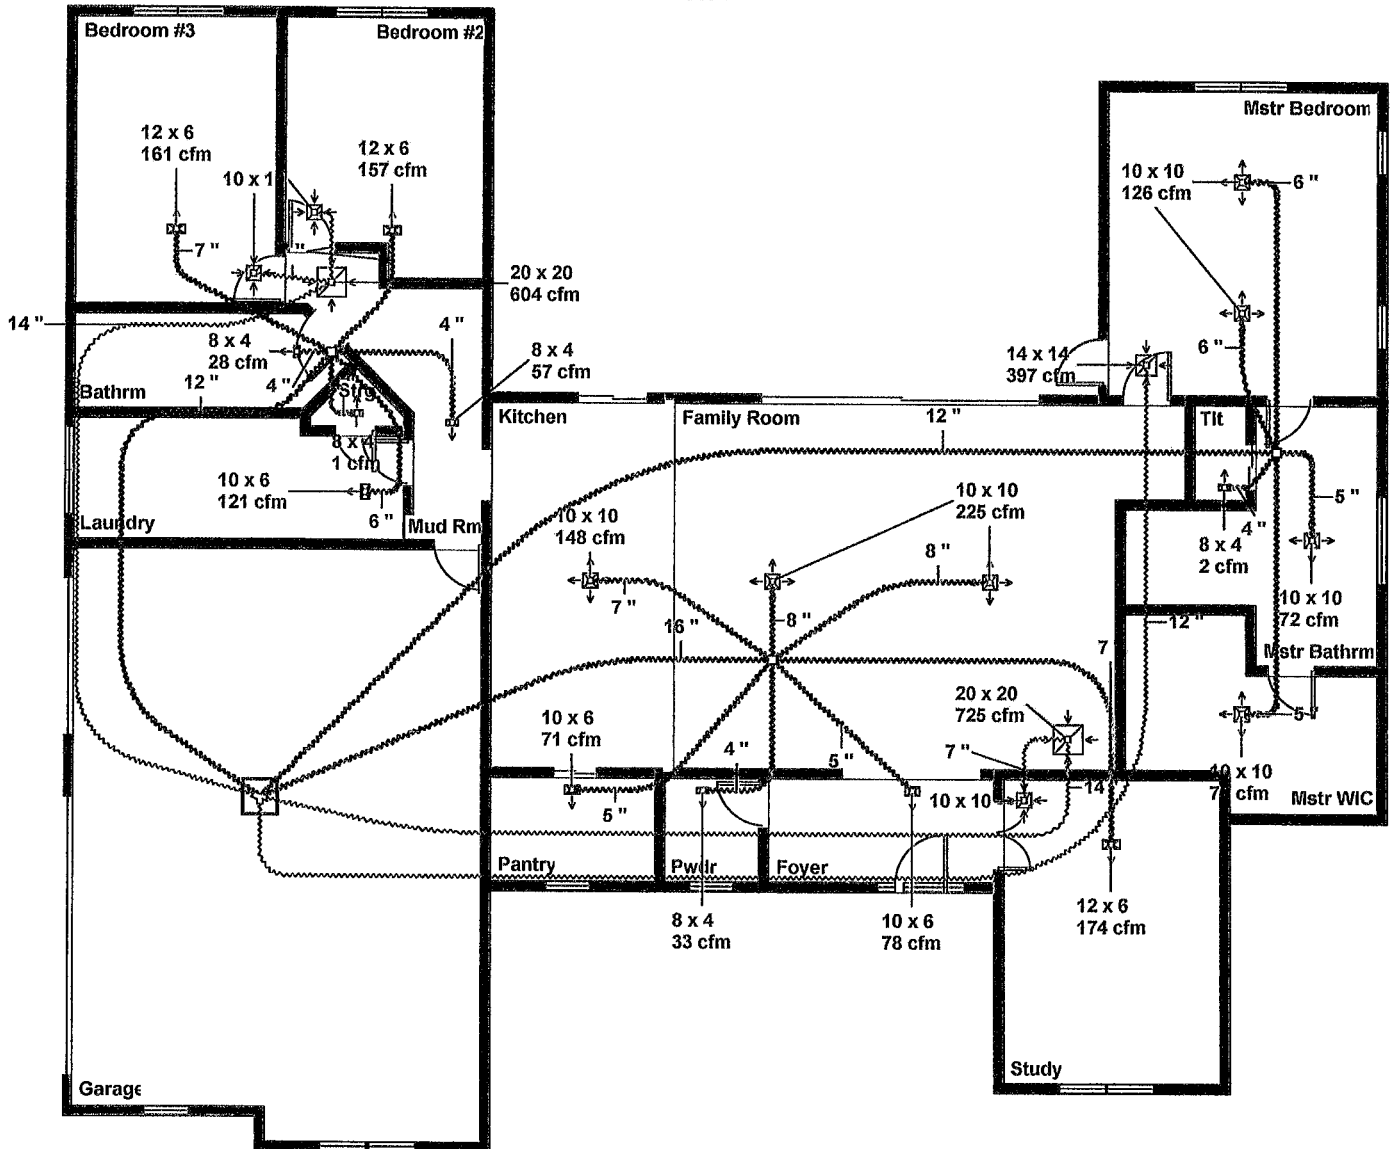 Bedroom #3
Bedroom #2
Mstr Bedroom
12 x 6
161 cfm
12 x 6
157 cfm
10 x 1
10 x 10
126 cfm
6 "
7 "
"
20 x 20
604 cfm
14 "
4 "
8 x 4
28 cfm
8 x 4
57 cfm
14 x 14
397 cfm
6 "
Bathrm
12 "
4 "
Strg
Kitchen
Family Room
12 "
Tlt
8 x 4
1 cfm
10 x 6
121 cfm
6 "
Laundry
Mud Rm
10 x 10
148 cfm
10 x 10
225 cfm
5 "
4 "
8 x 4
2 cfm
8 "
7 "
10 x 10
72 cfm
16 "
8 "
12 "
7
Mstr Bathrm
20 x 20
725 cfm
5
10 x 6
71 cfm
4 "
5 "
7 "
14
10 x 10
7 cfm
Mstr WIC
10 x 10
5 "
Pantry
Pwdr
Foyer
8 x 4
33 cfm
10 x 6
78 cfm
12 x 6
174 cfm
Study
Garage